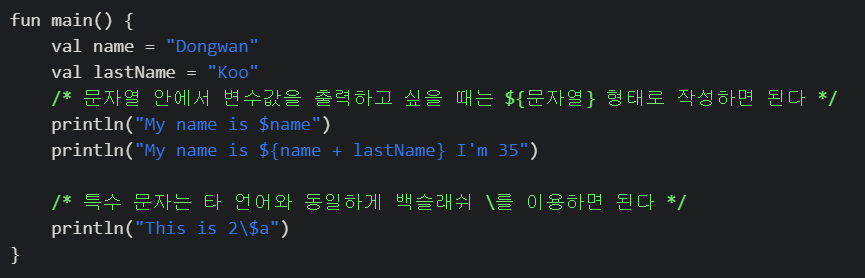 fun main() {
    val name = "Dongwan"
    val lastName = "Koo"
    /* 문자열 안에서 변수값을 출력하고 싶을 때는 ${문자열} 형태로 작성하면 된다 */
    println("My name is $name")
    println("My name is ${name + lastName} I'm 35")

    /* 특수 문자는 타 언어와 동일하게 백슬래쉬 \를 이용하면 된다 */
    println("This is 2\$a")
}